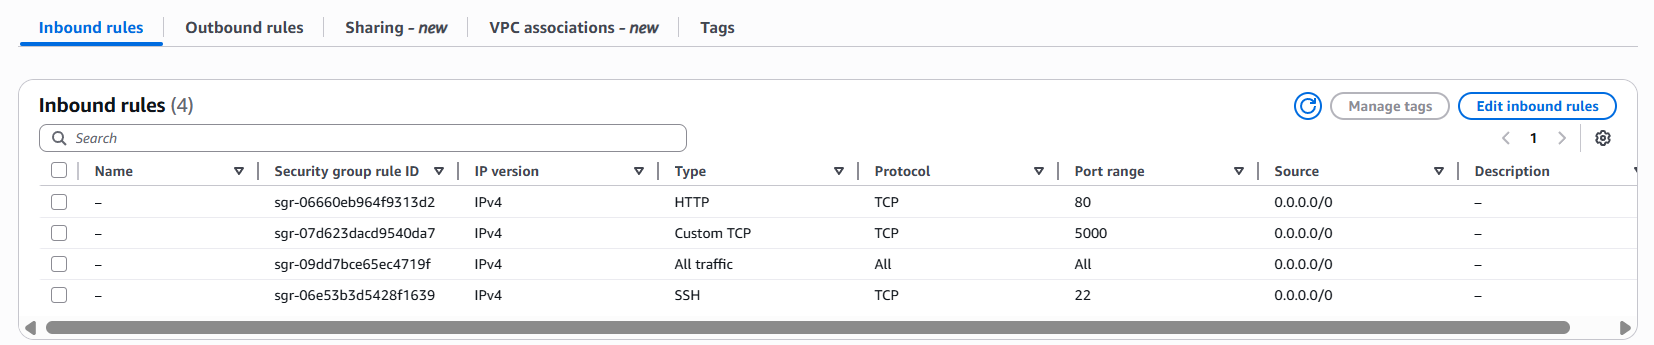 Inbound rules Outbound rules Sharing - new VPC associations - new Tags
Inbound rules (4) Manage tags Edit inbound rules
Search 1
Name Security group rule ID IP version Type Protocol Port range Source Description
– sgr-06660eb964f9313d2 IPv4 HTTP TCP 80 0.0.0.0/0 –
– sgr-07d623dacd9540da7 IPv4 Custom TCP TCP 5000 0.0.0.0/0 –
– sgr-09dd7bce65ec4719f IPv4 All traffic All All 0.0.0.0/0 –
– sgr-06e53b3d5428f1639 IPv4 SSH TCP 22 0.0.0.0/0 –